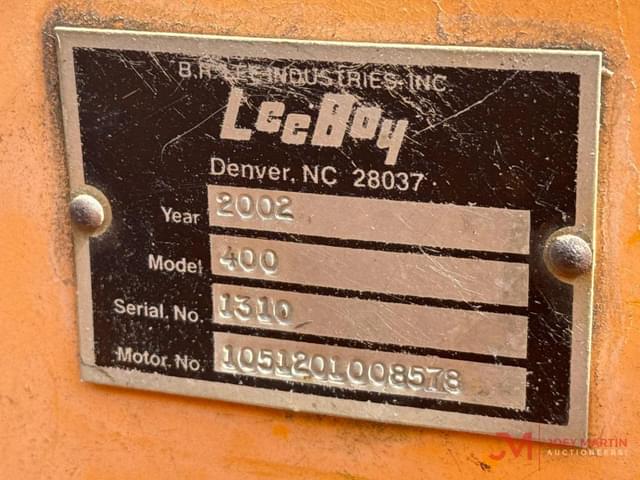 B.R. LEE INDUSTRIES, INC.
LeeBoy
Denver, NC 28037
Year 2002
Model 400
Serial. No. 1310
Motor. No. 1051201008578
JM JOEY MARTIN
AUCTIONEERS!